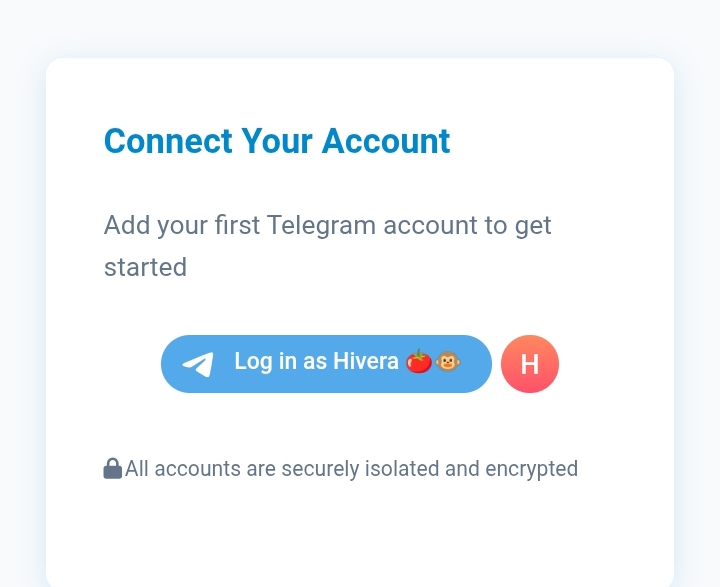 Connect Your Account
Add your first Telegram account to get
started
Log in as Hivera 🍅🐵
H
All accounts are securely isolated and encrypted